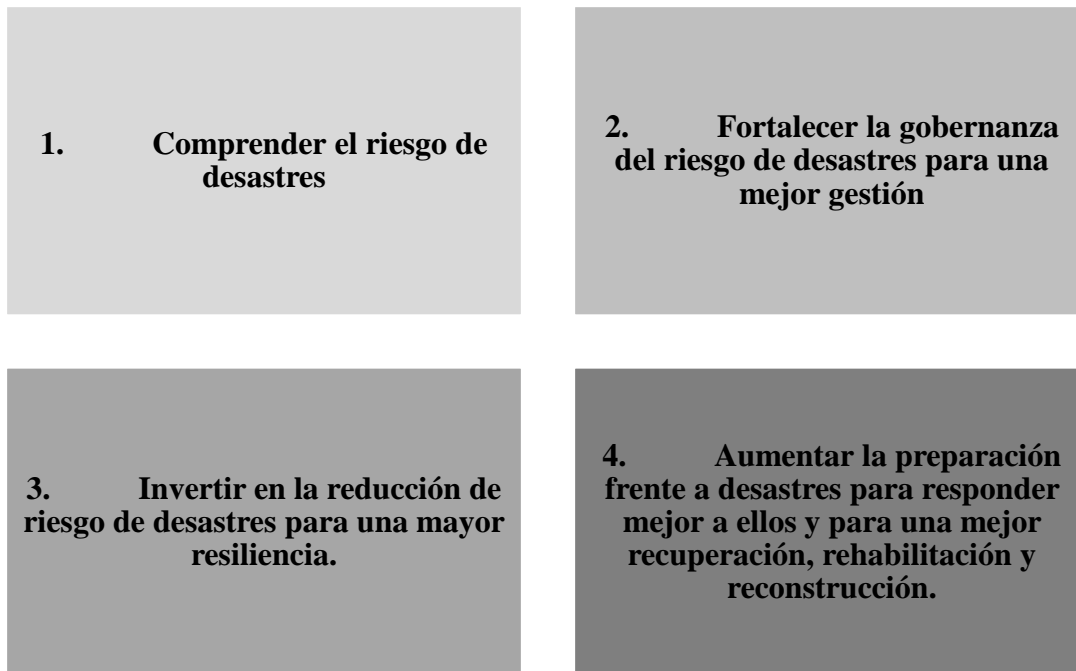 1. Comprender el riesgo de
desastres
2. Fortalecer la gobernanza
del riesgo de desastres para una
mejor gestión
3. Invertir en la reducción de
riesgo de desastres para una mayor
resiliencia.
4. Aumentar la preparación
frente a desastres para responder
mejor a ellos y para una mejor
recuperación, rehabilitación y
reconstrucción.